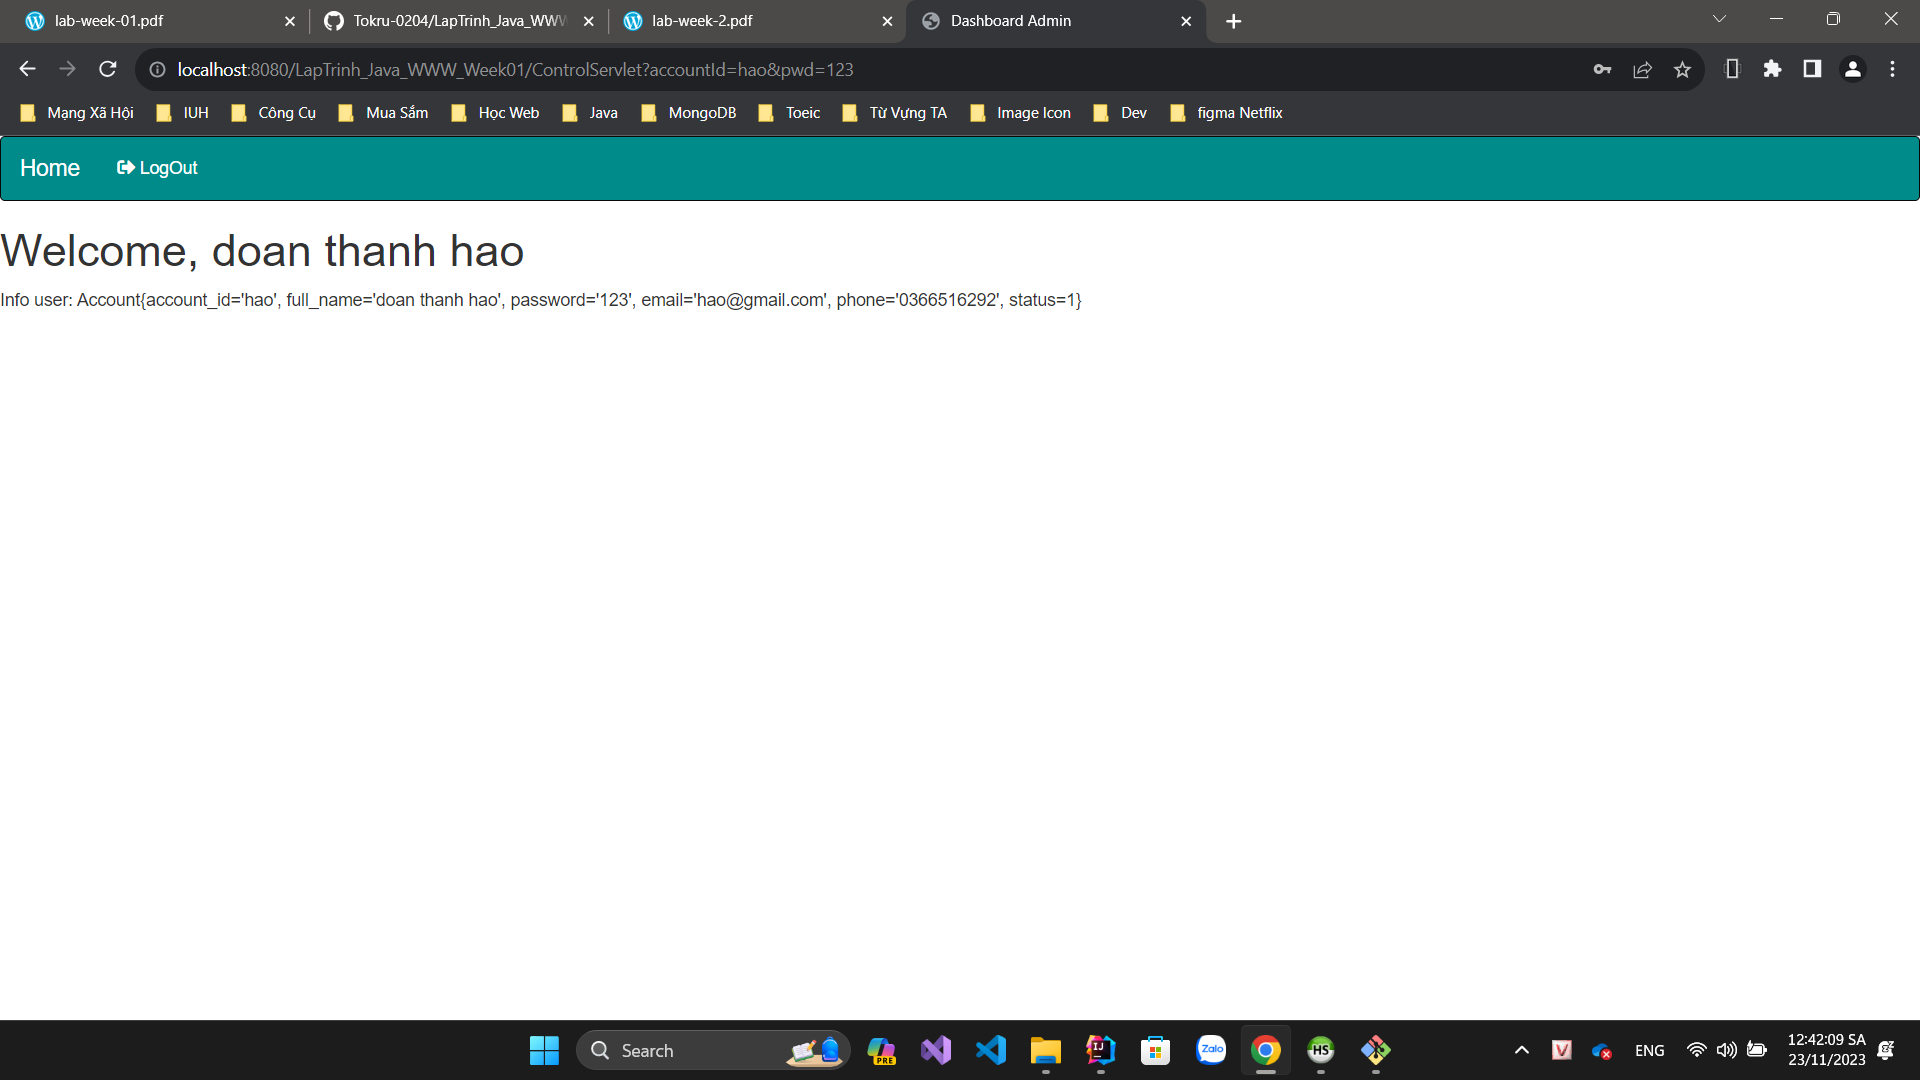 lab-week-01.pdf
Tokru-0204/LapTrinh_Java_WWW
lab-week-2.pdf
Dashboard Admin
localhost:8080/LapTrinh_Java_WWW_Week01/ControlServlet?accountId=hao&pwd=123
Mạng Xã Hội IUH Công Cụ Mua Sắm Học Web Java MongoDB Toeic Từ Vựng TA Image Icon Dev figma Netflix
Home LogOut
Welcome, doan thanh hao
Info user: Account{account_id='hao', full_name='doan thanh hao', password='123', email='hao@gmail.com', phone='0366516292', status=1}
Search
PRE
IJ
Zalo
HS
V
ENG
12:42:09 SA
23/11/2023